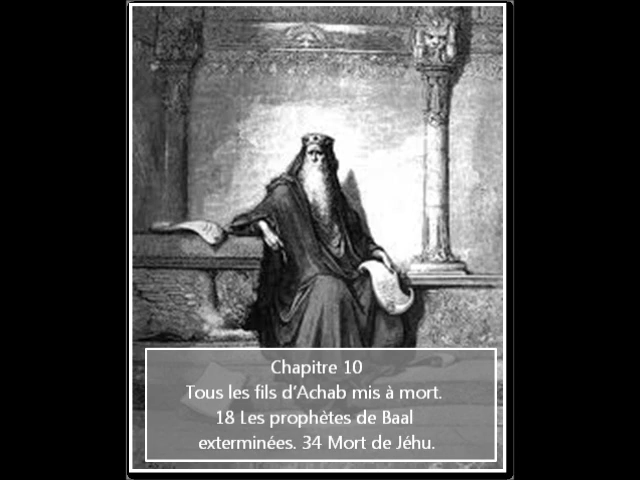 Chapitre 10
Tous les fils d'Achab mis à mort.
18 Les prophètes de Baal
exterminées. 34 Mort de Jéhu.